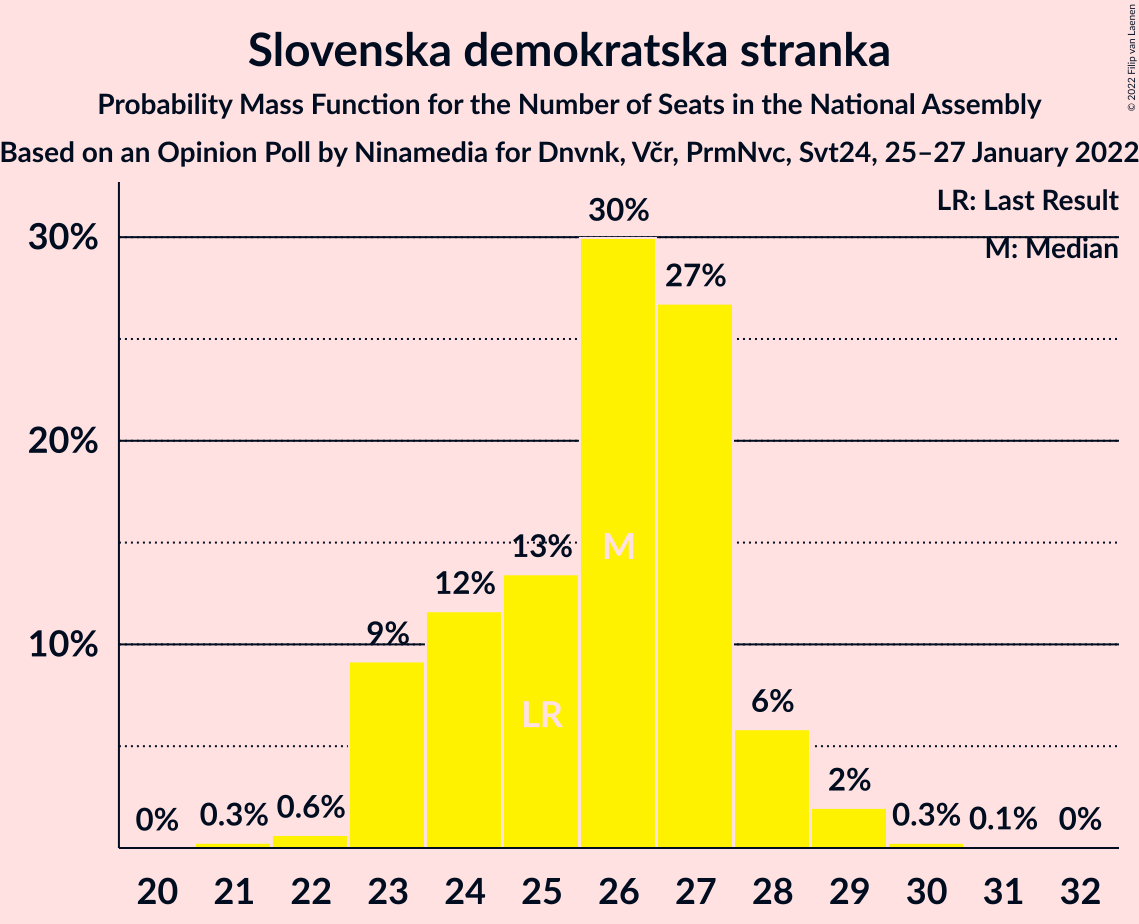 Slovenska demokratska stranka
Probability Mass Function for the Number of Seats in the National Assembly
Based on an Opinion Poll by Ninamedia for Dnvnk, Včr, PrmNvc, Svt24, 25–27 January 2022
© 2022 Filip van Laenen
LR: Last Result
M: Median
30%
20%
10%
0%
0.3%
0.6%
9%
12%
13%
30%
27%
6%
2%
0.3%
0.1%
0%
LR
M
20 21 22 23 24 25 26 27 28 29 30 31 32